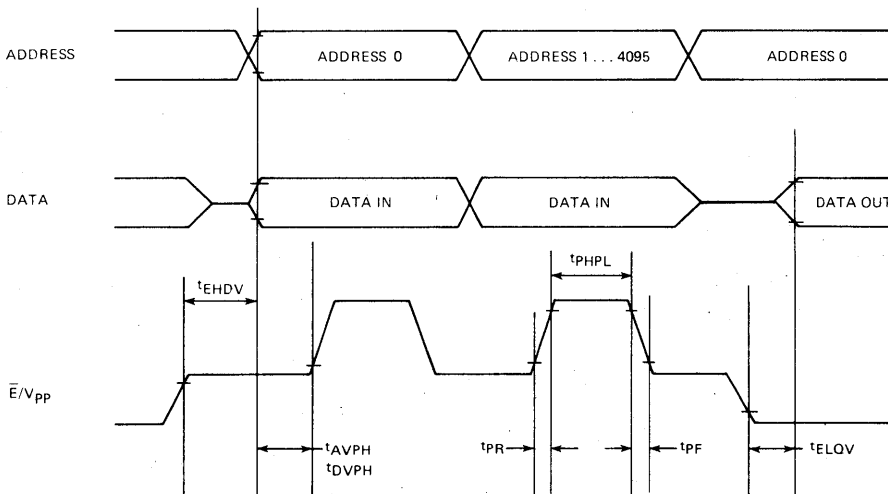 ADDRESS
ADDRESS 0
ADDRESS 1 . . . 4095
ADDRESS 0
DATA
DATA IN
DATA IN
DATA OUT
tPHPL
tEHDV
E̅/VPP
tAVPH
tDVPH
tPR
tPF
tELQV